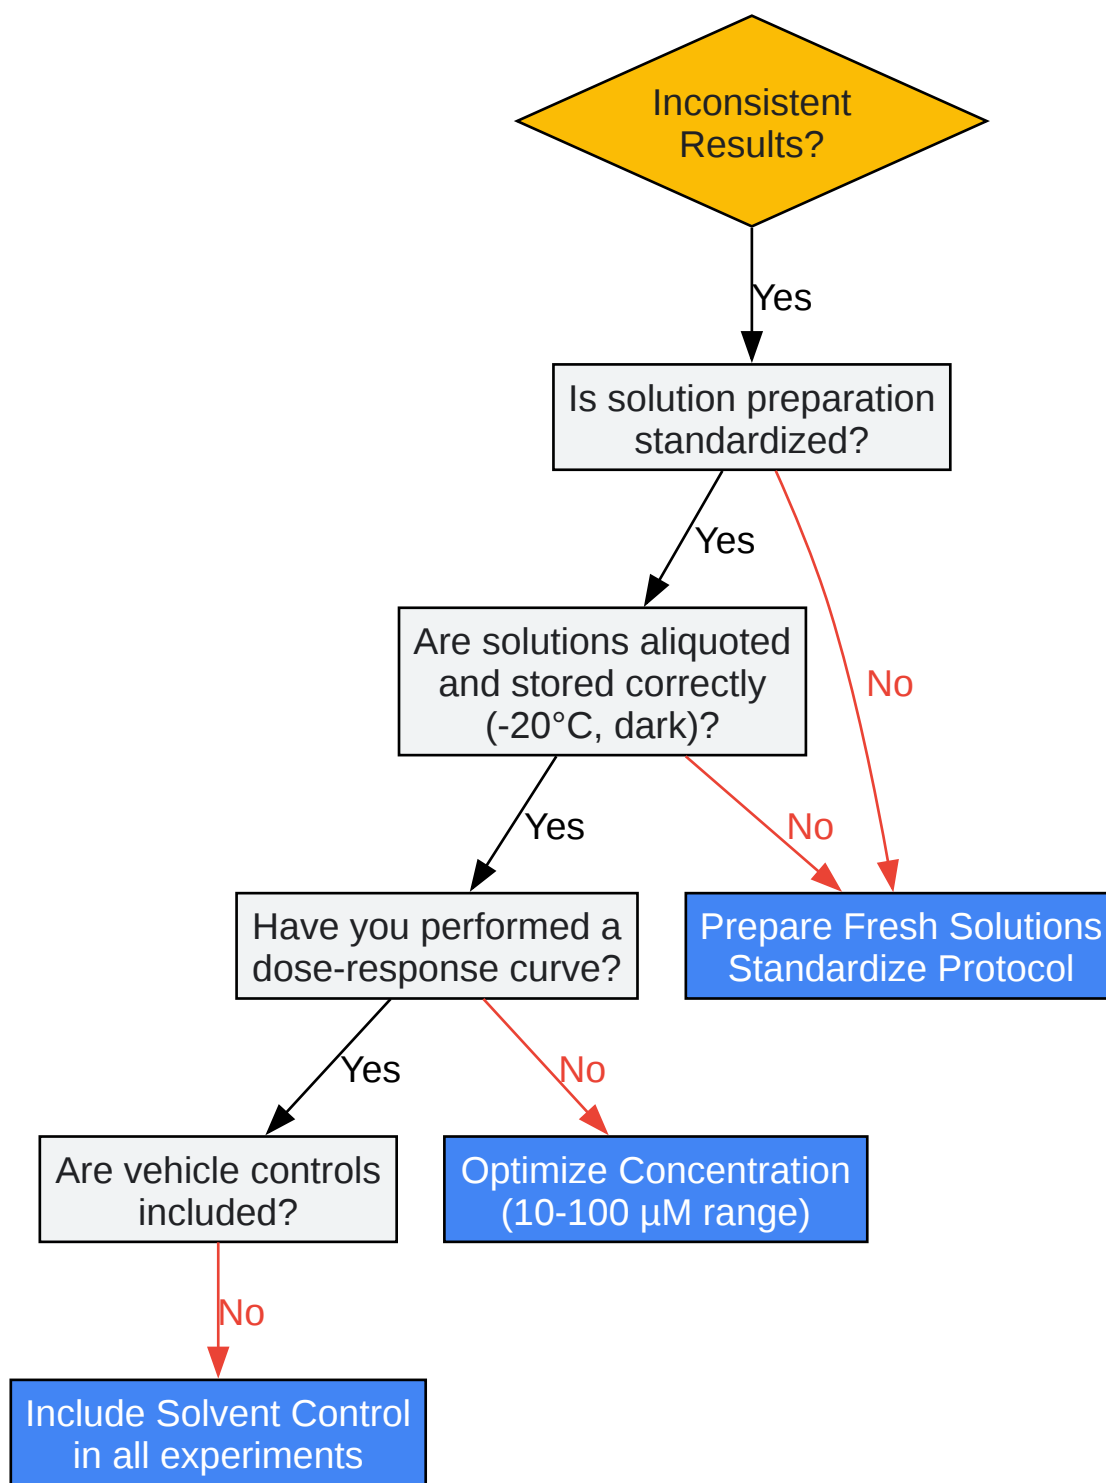 Inconsistent
Results?
Yes
Is solution preparation
standardized?
Yes
Are solutions aliquoted
and stored correctly
(-20°C, dark)?
No
Yes
No
Have you performed a
dose-response curve?
Prepare Fresh Solutions
Standardize Protocol
Yes
No
Are vehicle controls
included?
Optimize Concentration
(10-100 µM range)
No
Include Solvent Control
in all experiments